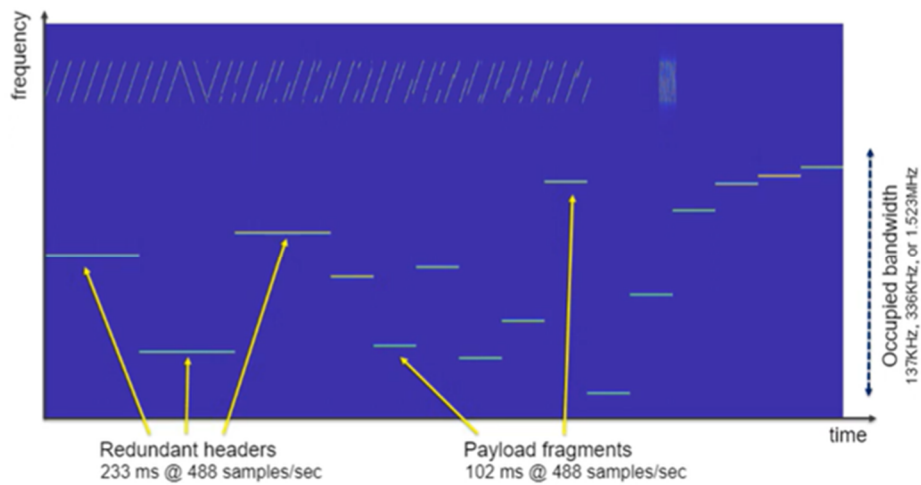 frequency
Occupied bandwidth
137KHz, 336KHz, or 1.523MHz
time
Redundant headers
233 ms @ 488 samples/sec
Payload fragments
102 ms @ 488 samples/sec